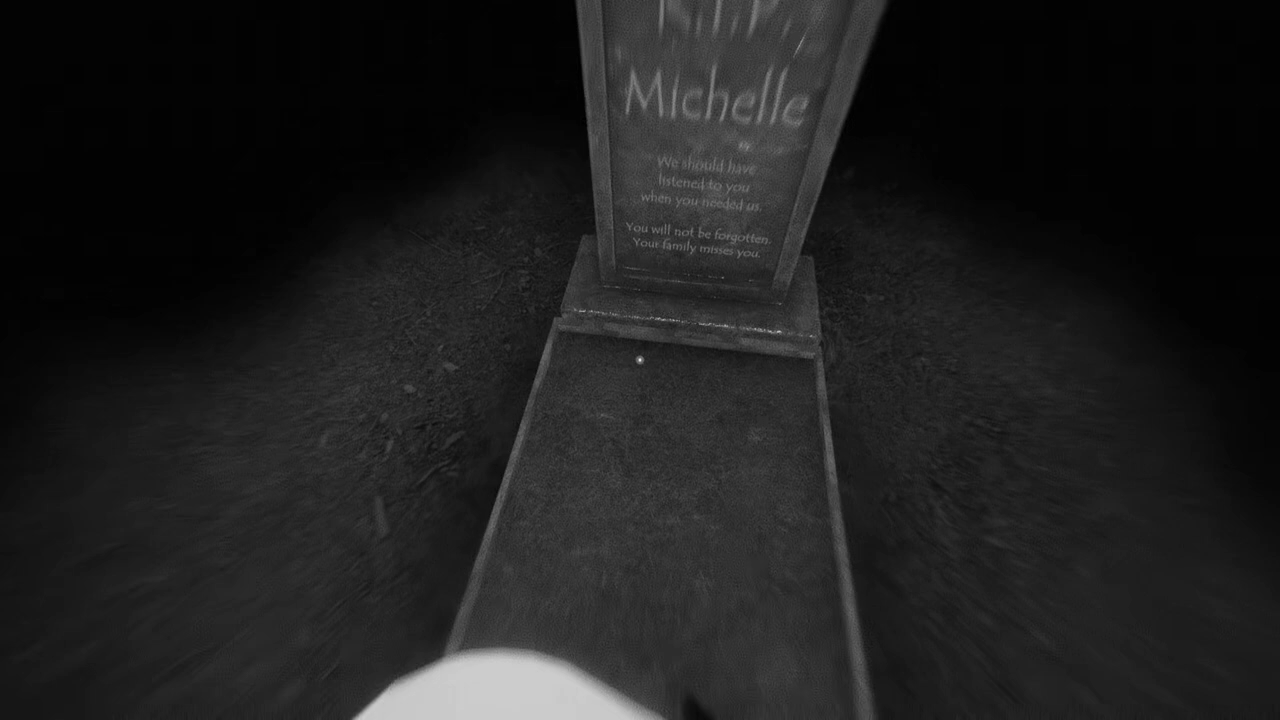 R.I.P.
Michelle
We should have
listened to you
when you needed us.
You will not be forgotten.
Your family misses you.